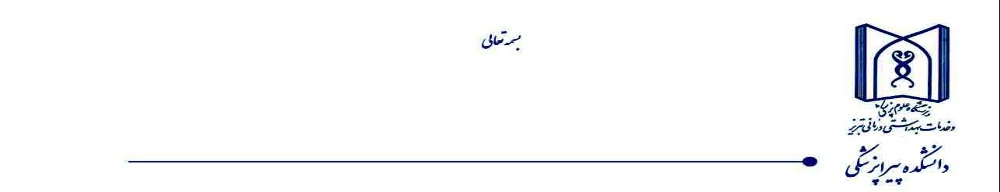 بسمه تعالی
دانشگاه علوم پزشکی
و خدمات بهداشتی درمانی تبریز
دانشکده پیراپزشکی